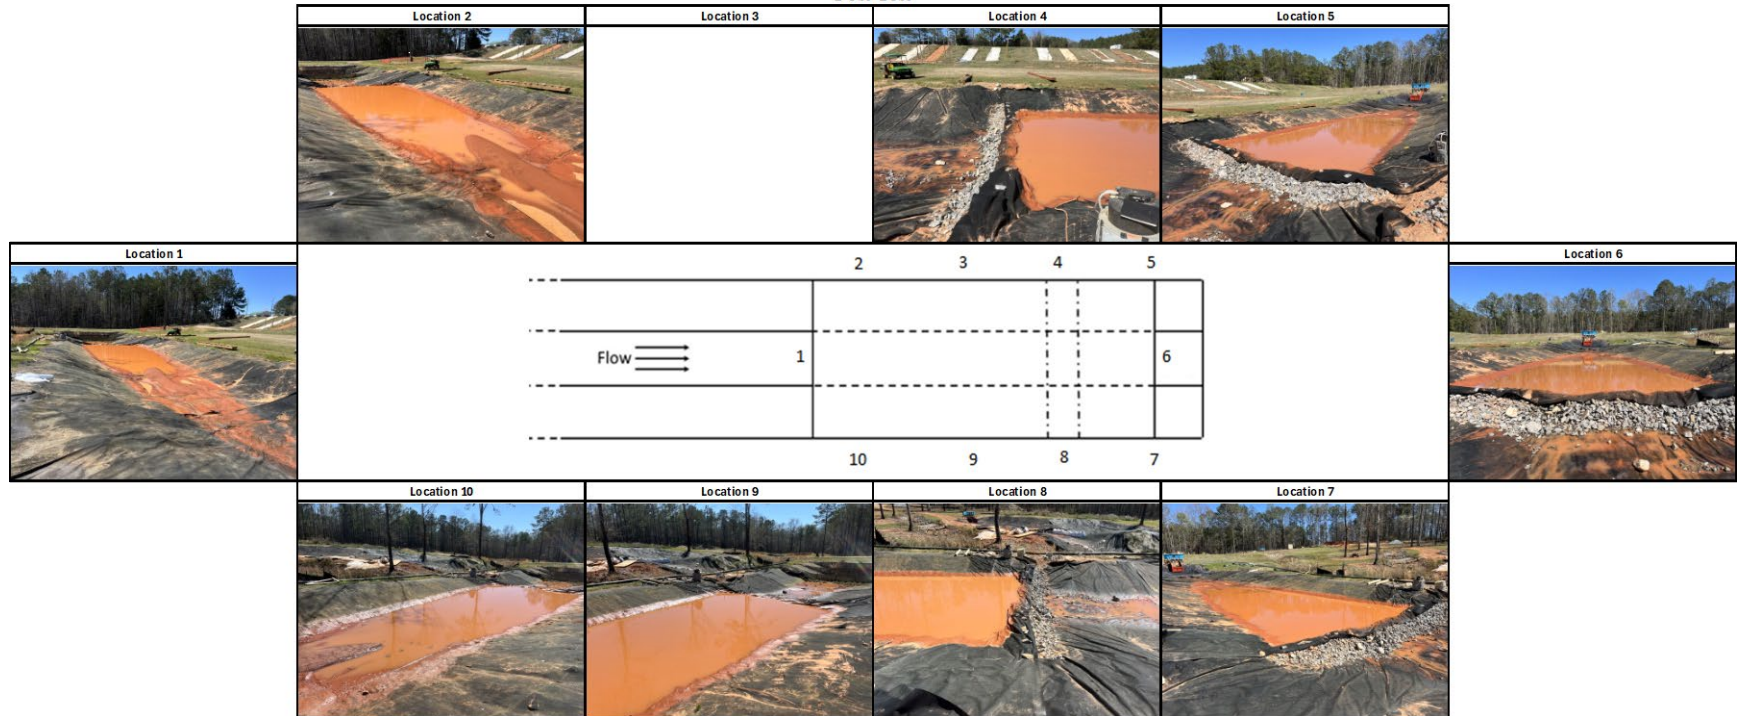 Location 2
Location 3
Location 4
Location 5
Location 1
Location 6
2
3
4
5
Flow
1
6
10
9
8
7
Location 10
Location 9
Location 8
Location 7